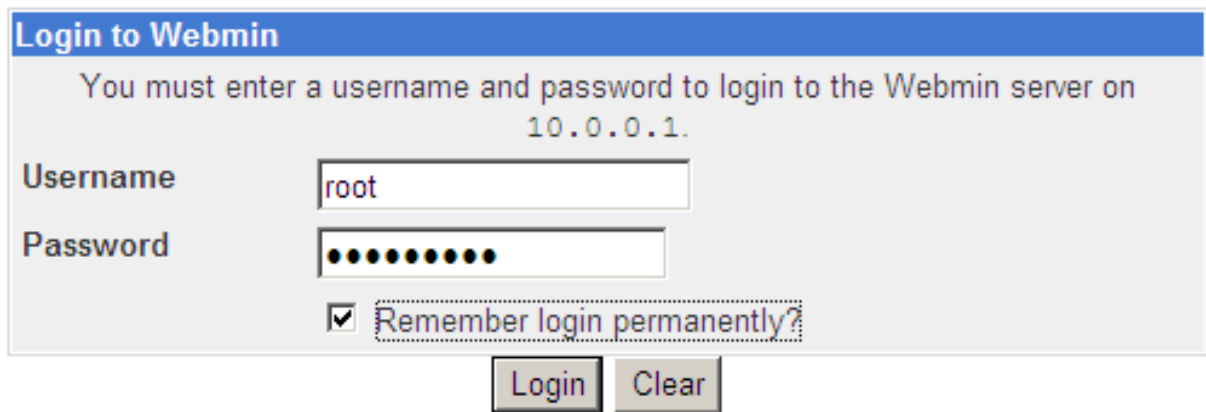 Login to Webmin
You must enter a username and password to login to the Webmin server on
10.0.0.1.
Username root
Password ●●●●●●●●●
Remember login permanently?
Login Clear